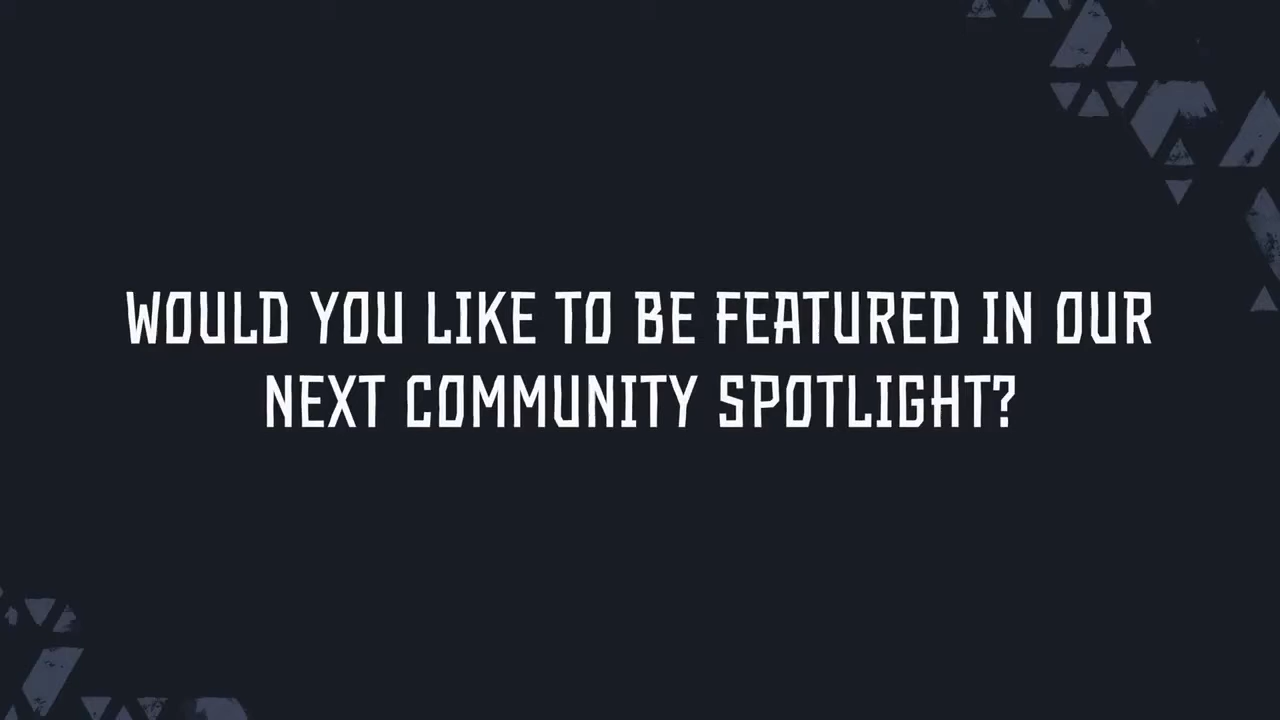 WOULD YOU LIKE TO BE FEATURED IN OUR
NEXT COMMUNITY SPOTLIGHT?